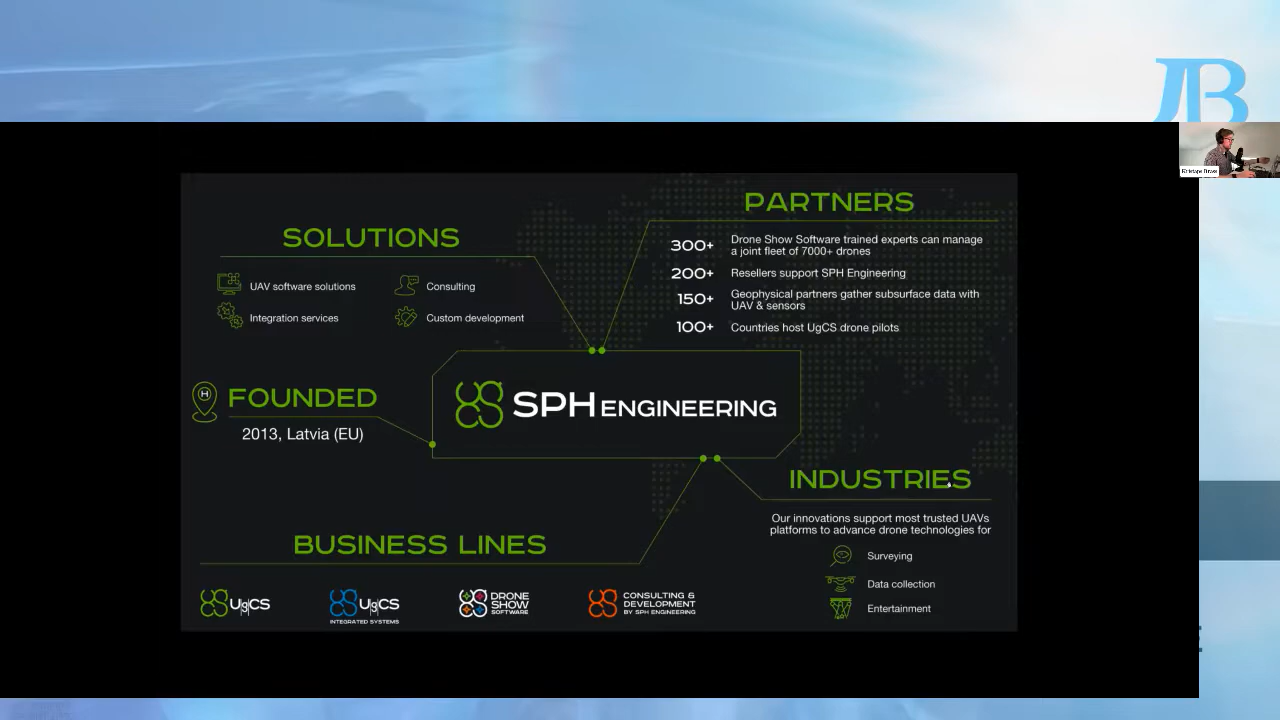 JB
SOLUTIONS
UAV software solutions
Consulting
Integration services
Custom development
PARTNERS
300+
Drone Show Software trained experts can manage
a joint fleet of 7000+ drones
200+
Resellers support SPH Engineering
150+
Geophysical partners gather subsurface data with
UAV & sensors
100+
Countries host UgCS drone pilots
H
FOUNDED
2013, Latvia (EU)
SPH ENGINEERING
INDUSTRIES
Our innovations support most trusted UAVs
platforms to advance drone technologies for
Surveying
Data collection
Entertainment
BUSINESS LINES
UgCS
UgCS
INTEGRATED SYSTEMS
DRONE
SHOW
SOFTWARE
CONSULTING &
DEVELOPMENT
BY SPH ENGINEERING